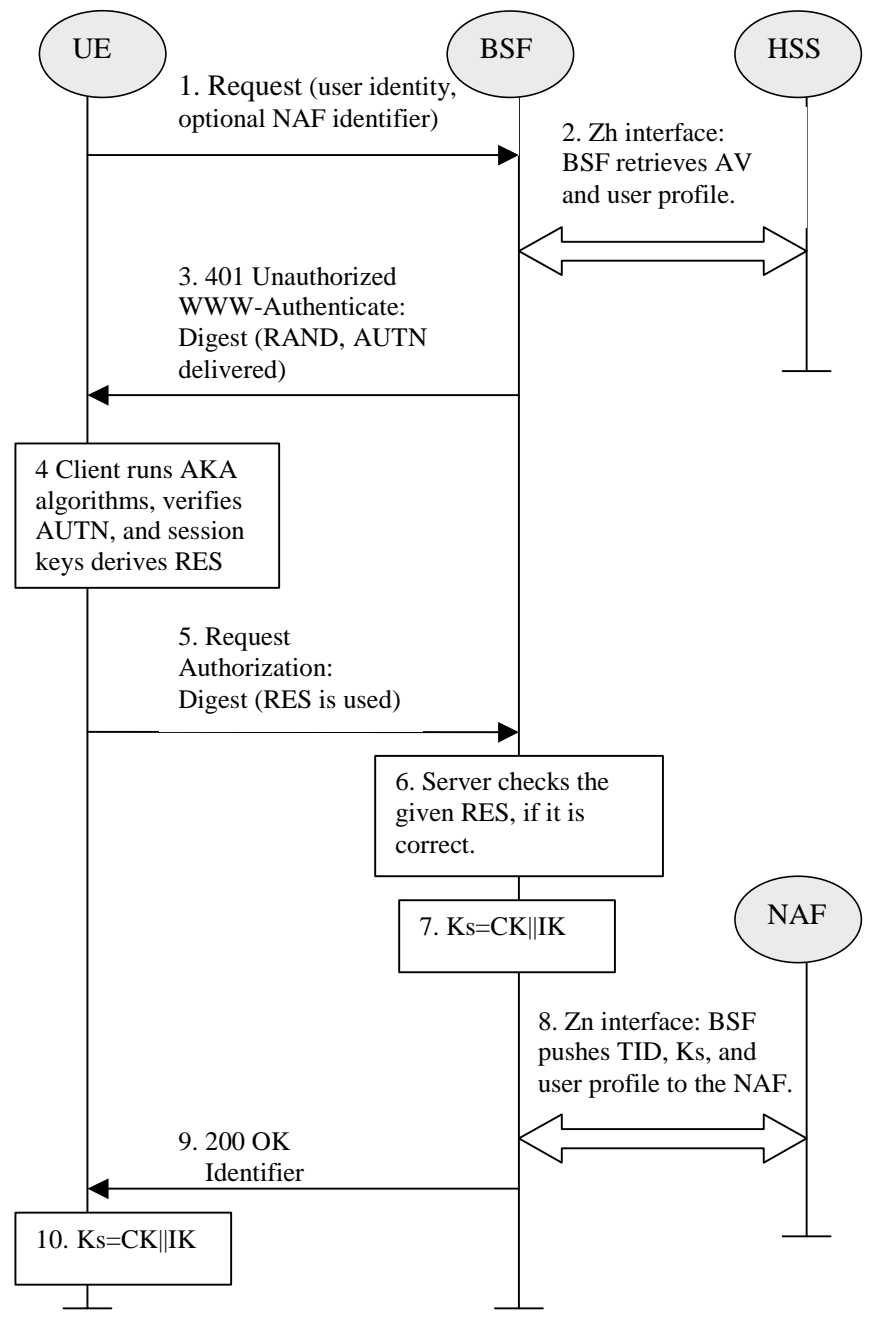 UE
BSF
HSS
1. Request (user identity,
optional NAF identifier)
2. Zh interface:
BSF retrieves AV
and user profile.
3. 401 Unauthorized
WWW-Authenticate:
Digest (RAND, AUTN
delivered)
4 Client runs AKA
algorithms, verifies
AUTN, and session
keys derives RES
5. Request
Authorization:
Digest (RES is used)
6. Server checks the
given RES, if it is
correct.
7. Ks=CK||IK
NAF
8. Zn interface: BSF
pushes TID, Ks, and
user profile to the NAF.
9. 200 OK
Identifier
10. Ks=CK||IK